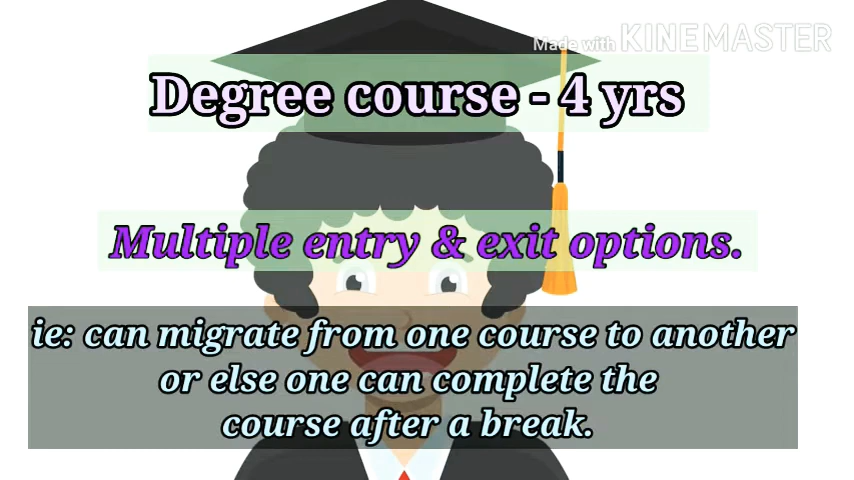 Made with KINEMASTER
Degree course - 4 yrs
Multiple entry & exit options.
ie: can migrate from one course to another
or else one can complete the
course after a break.